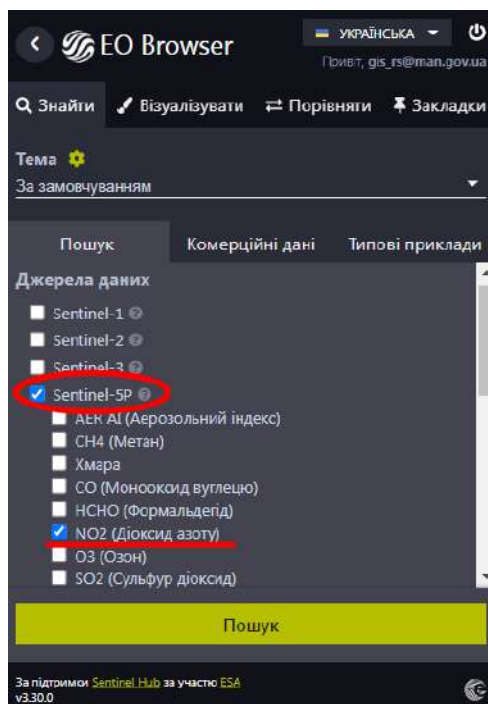 EO Browser
УКРАЇНСЬКА
Привіт, gis_rs@man.gov.ua
Знайти Візуалізувати Порівняти Закладки
Тема
За замовчуванням
Пошук Комерційні дані Типові приклади
Джерела даних
Sentinel-1
Sentinel-2
Sentinel-3
Sentinel-5P
AER AI (Аерозольний індекс)
CH4 (Метан)
Хмара
CO (Монооксид вуглецю)
HCHO (Формальдегід)
NO2 (Діоксид азоту)
O3 (Озон)
SO2 (Сульфур діоксид)
Пошук
За підтримки Sentinel Hub за участю ESA
v3.30.0